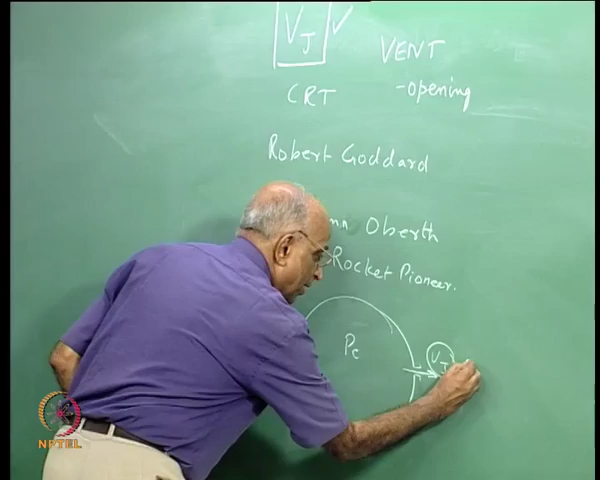 VJ ✓
VENT
CRT
-opening
Robert Goddard
Oberth
Rocket Pioneer.
Pc
VJ
NPTEL